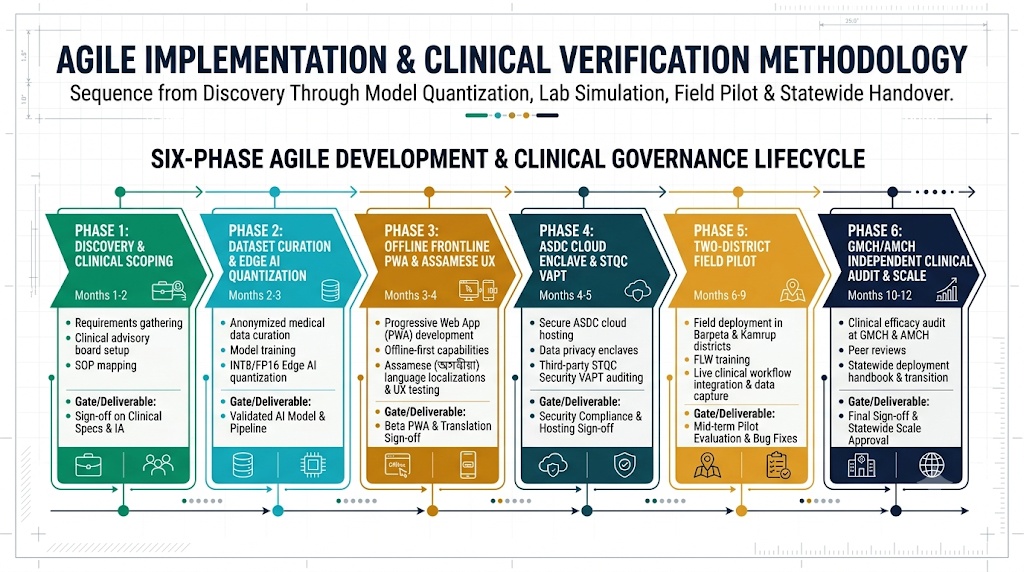 AGILE IMPLEMENTATION & CLINICAL VERIFICATION METHODOLOGY
Sequence from Discovery Through Model Quantization, Lab Simulation, Field Pilot & Statewide Handover.
SIX-PHASE AGILE DEVELOPMENT & CLINICAL GOVERNANCE LIFECYCLE
PHASE 1:
DISCOVERY &
CLINICAL SCOPING
Months 1-2
• Requirements gathering
• Clinical advisory
board setup
• SOP mapping
Gate/Deliverable:
• Sign-off on Clinical
Specs & IA
PHASE 2:
DATASET CURATION
& EDGE AI
QUANTIZATION
Months 2-3
• Anonymized medical
data curation
• Model training
• INTB/FP16 Edge AI
quantization
Gate/Deliverable:
• Validated AI Model &
Pipeline
PHASE 3:
OFFLINE FRONTLINE
PWA & ASSAMESE UX
Months 3-4
• Progressive Web App
(PWA) development
• Offline-first capabilities
• Assamese
language localizations
& UX testing
Gate/Deliverable:
• Beta PWA & Translation
Sign-off
PHASE 4:
ASDC CLOUD
ENCLAVE & STQC
VAPT
Months 4-5
• Secure ASDC cloud
hosting
• Data privacy enclaves
• Third-party STQC
Security VAPT auditing
Gate/Deliverable:
• Security Compliance &
Hosting Sign-off
PHASE 5:
TWO-DISTRICT
FIELD PILOT
Months 6-9
• Field deployment in
Barpeta & Kamrup
districts
• FLW training
• Live clinical workflow
integration & data
capture
Gate/Deliverable:
• Mid-term Pilot
Evaluation & Bug Fixes
PHASE 6:
GMCH/AMCH
INDEPENDENT CLINICAL
AUDIT & SCALE
Months 10-12
• Clinical efficacy audit
at GMCH & AMCH
• Peer reviews
• Statewide deployment
handbook & transition
Gate/Deliverable:
• Final Sign-off &
Statewide Scale
Approval